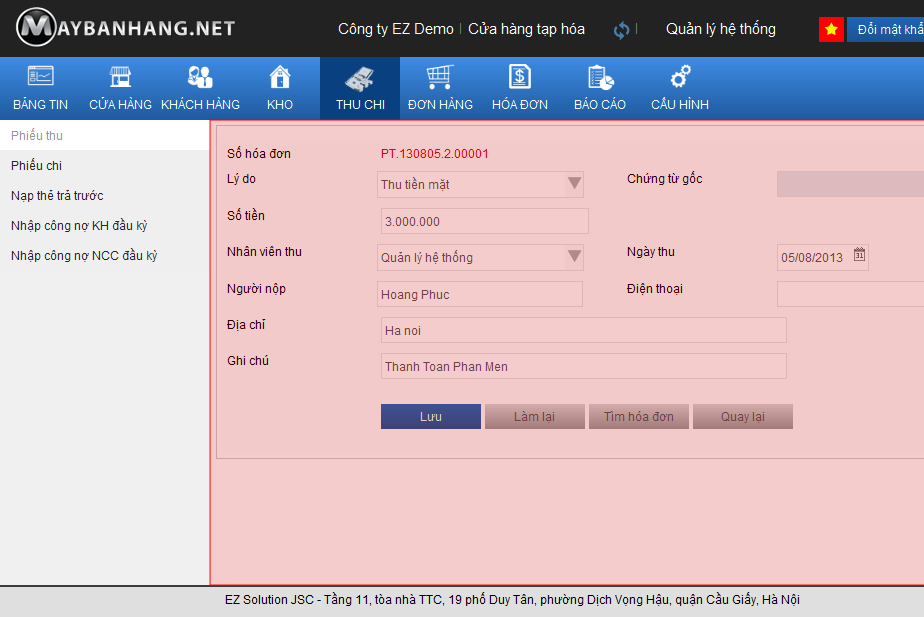 MAYBANHANG.NET
Công ty EZ Demo Cửa hàng tạp hóa Quản lý hệ thống Đổi mật khẩ
BẢNG TIN CỬA HÀNG KHÁCH HÀNG KHO THU CHI ĐƠN HÀNG HÓA ĐƠN BÁO CÁO CẤU HÌNH
Phiếu thu
Phiếu chi
Nạp thẻ trả trước
Nhập công nợ KH đầu kỳ
Nhập công nợ NCC đầu kỳ
Số hóa đơn PT.130805.2.00001
Lý do Thu tiền mặt Chứng từ gốc
Số tiền 3.000.000
Nhân viên thu Quản lý hệ thống Ngày thu 05/08/2013 31
Người nộp Hoang Phuc Điện thoại
Địa chỉ Ha noi
Ghi chú Thanh Toan Phan Men
Lưu Làm lại Tìm hóa đơn Quay lại
EZ Solution JSC - Tầng 11, tòa nhà TTC, 19 phố Duy Tân, phường Dịch Vọng Hậu, quận Cầu Giấy, Hà Nội